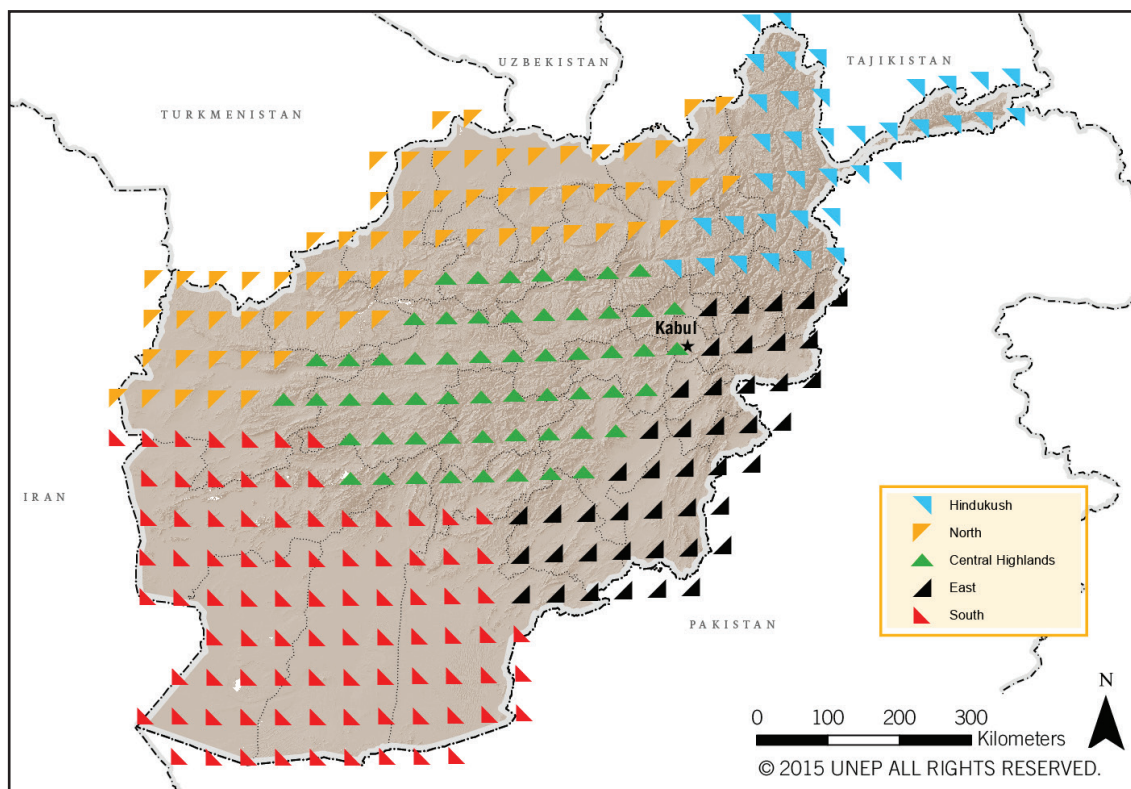 UZBEKISTAN
TAJIKISTAN
TURKMENISTAN
Kabul
IRAN
Hindukush
North
Central Highlands
East
South
PAKISTAN
N
0 100 200 300
Kilometers
© 2015 UNEP ALL RIGHTS RESERVED.